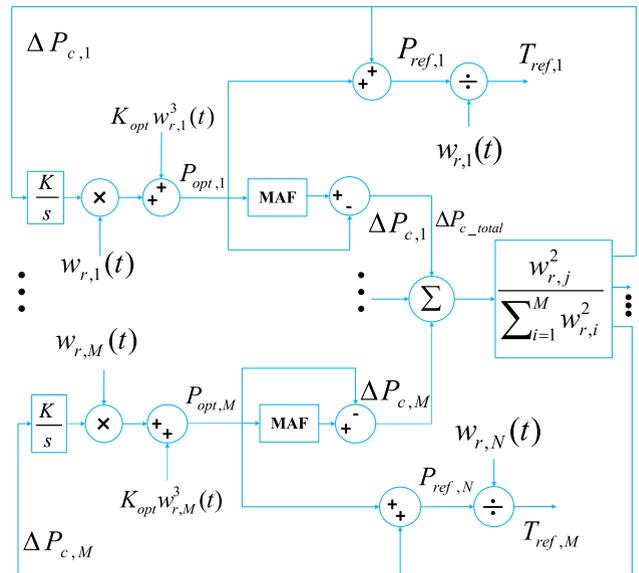 ΔP_{c,1}
P_{ref,1}
T_{ref,1}
+
+
÷
K_{opt} w_{r,1}^3(t)
w_{r,1}(t)
P_{opt,1}
K/s
×
+
+
MAF
+
-
ΔP_{c,1}
ΔP_{c_total}
w_{r,1}(t)
Σ
w_{r,j}^2 / ∑_{i=1}^{M} w_{r,i}^2
w_{r,M}(t)
P_{opt,M}
ΔP_{c,M}
K/s
×
+
+
MAF
+
-
w_{r,N}(t)
K_{opt} w_{r,M}^3(t)
P_{ref,N}
+
+
÷
ΔP_{c,M}
T_{ref,M}